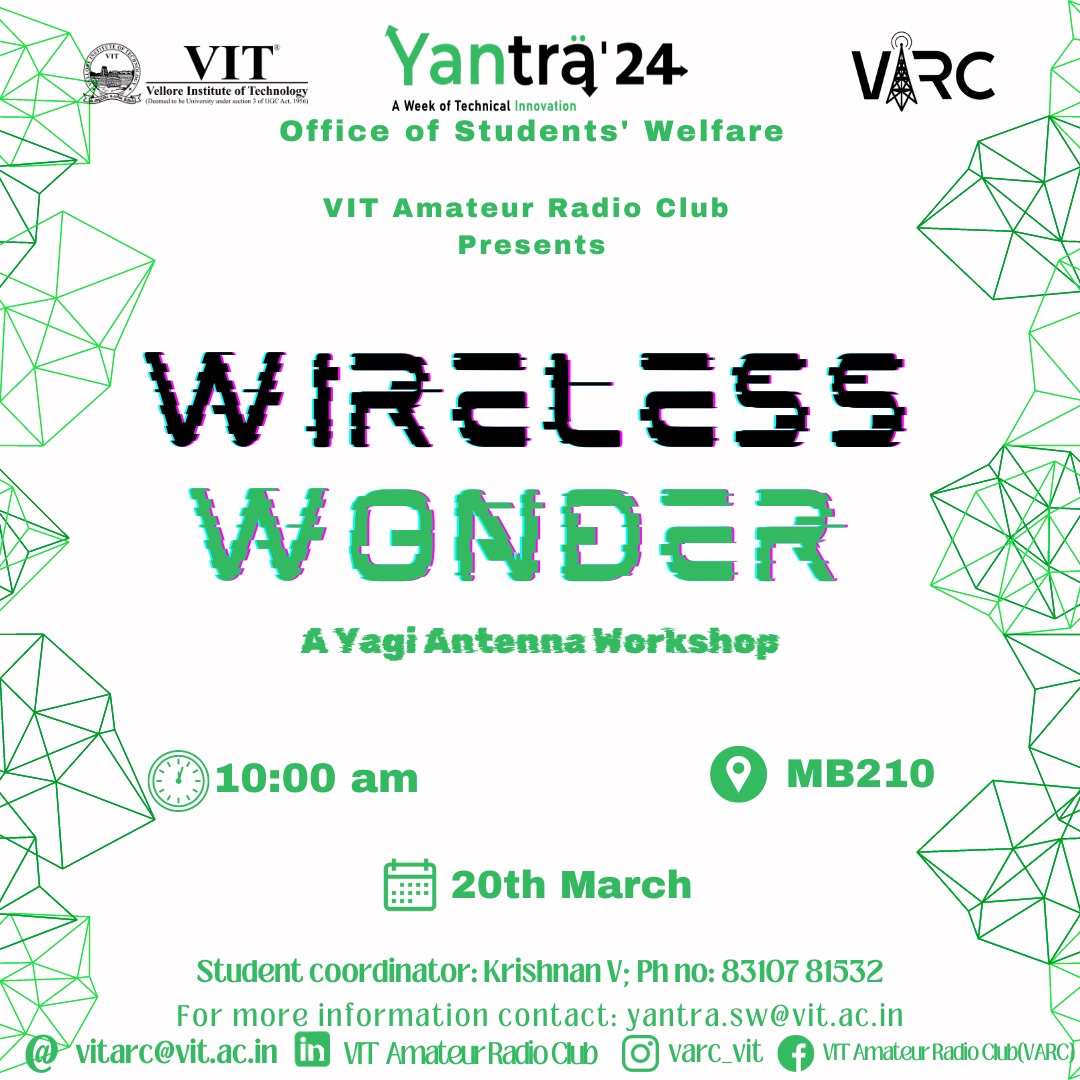 VIT®
Vellore Institute of Technology
(Deemed to be University under section 3 of UGC Act, 1956)
Yanträ'24
A Week of Technical Innovation
VARC
Office of Students' Welfare
VIT Amateur Radio Club
Presents
WIRELESS
WONDER
A Yagi Antenna Workshop
10:00 am
MB210
20th March
Student coordinator: Krishnan V; Ph no: 83107 81532
For more information contact: yantra.sw@vit.ac.in
@ vitarc@vit.ac.in in VIT Amateur Radio Club varc_vit f VIT Amateur Radio Club(VARC)